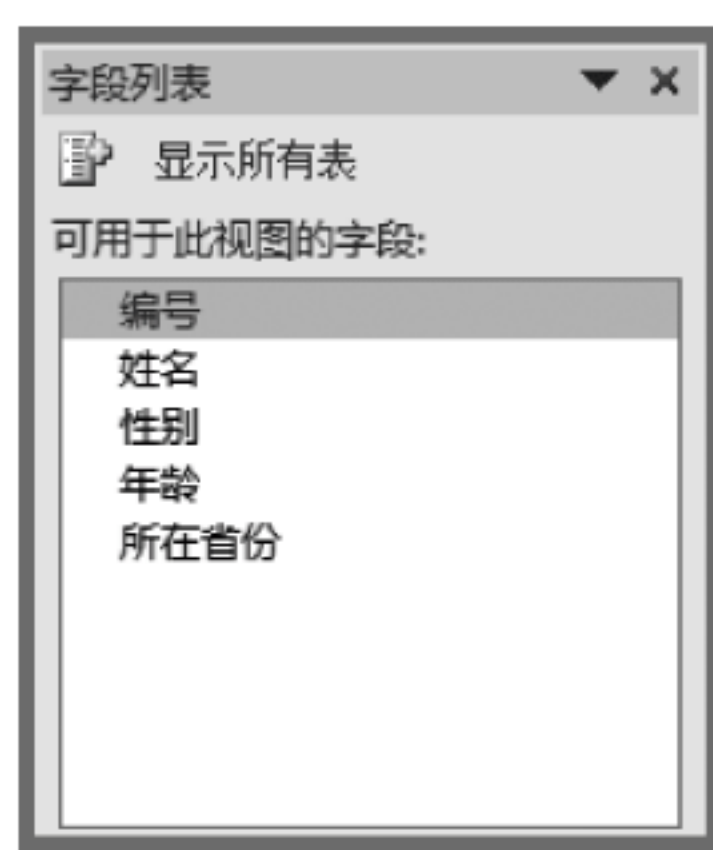 字段列表
显示所有表
可用于此视图的字段:
编号
姓名
性别
年龄
所在省份